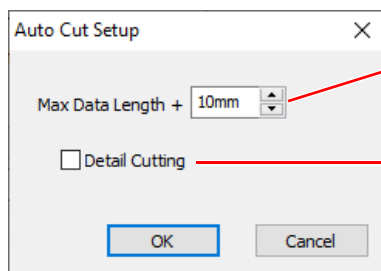 Auto Cut Setup
Max Data Length + 10mm
Detail Cutting
OK Cancel